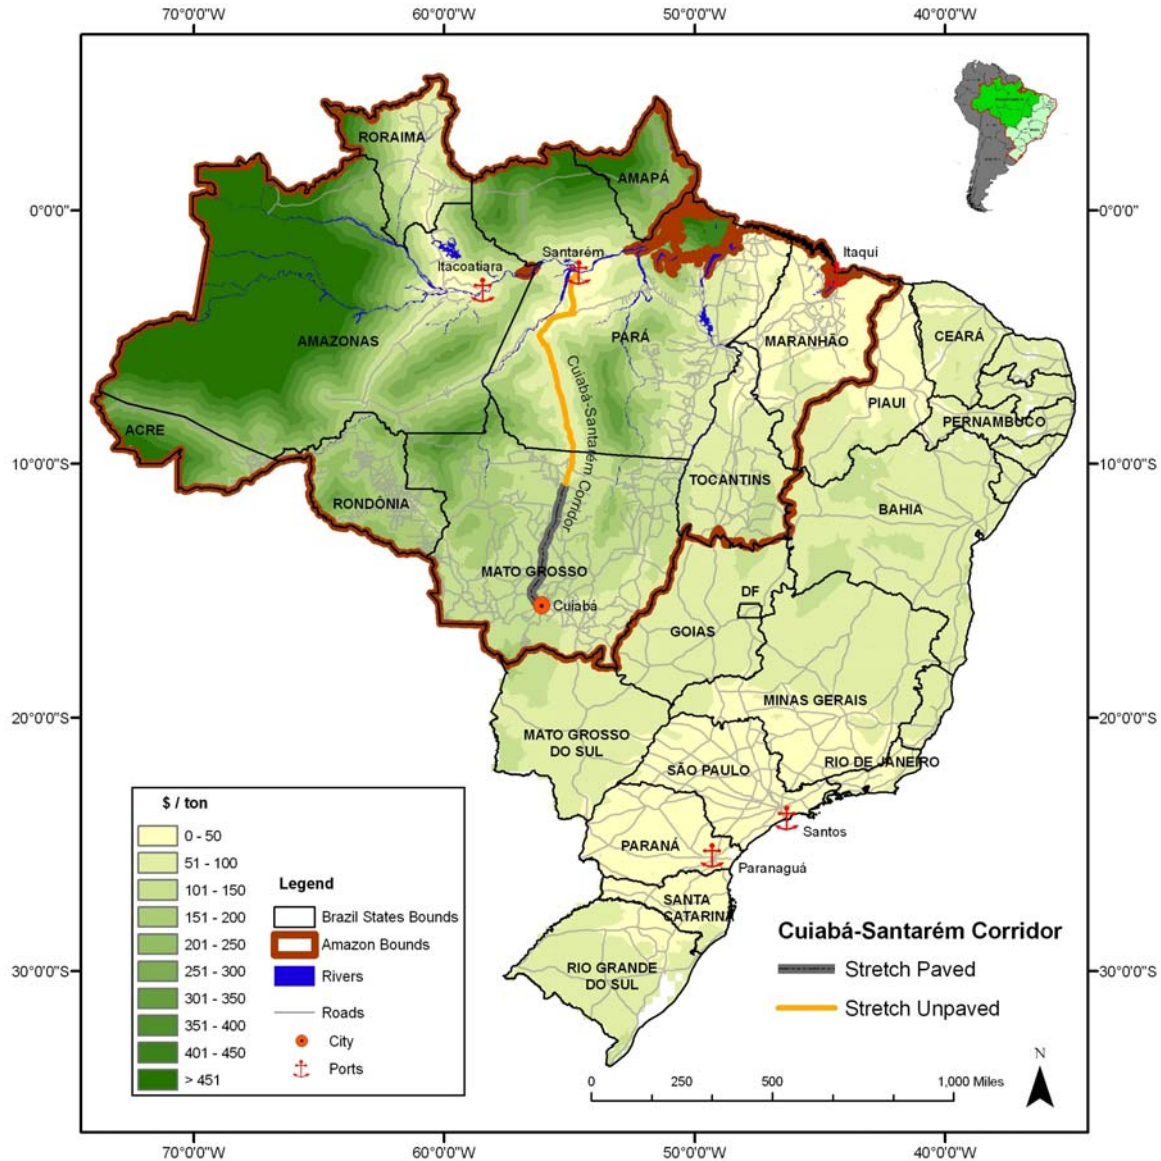 70°0'0"W
60°0'0"W
50°0'0"W
40°0'0"W
RORAIMA
AMAPÁ
0°0'0"
0°0'0"
Santarém
Itaqui
Itacoatiara
AMAZONAS
PARÁ
MARANHÃO
CEARÁ
Cuiabá-Santarém Corridor
PIAUI
PERNAMBUCO
ACRE
10°0'0"S
10°0'0"S
TOCANTINS
RONDÔNIA
BAHIA
MATO GROSSO
Cuiabá
DF
GOIAS
MINAS GERAIS
20°0'0"S
20°0'0"S
MATO GROSSO
DO SUL
SÃO PAULO
RIO DE JANEIRO
Santos
PARANÁ
Paranaguá
SANTA
CATARINA
RIO GRANDE
DO SUL
30°0'0"S
30°0'0"S
$ / ton
0 - 50
51 - 100
101 - 150
151 - 200
201 - 250
251 - 300
301 - 350
351 - 400
401 - 450
> 451
Legend
Brazil States Bounds
Amazon Bounds
Rivers
Roads
City
Ports
Cuiabá-Santarém Corridor
Stretch Paved
Stretch Unpaved
0 250 500 1,000 Miles
N
70°0'0"W
60°0'0"W
50°0'0"W
40°0'0"W